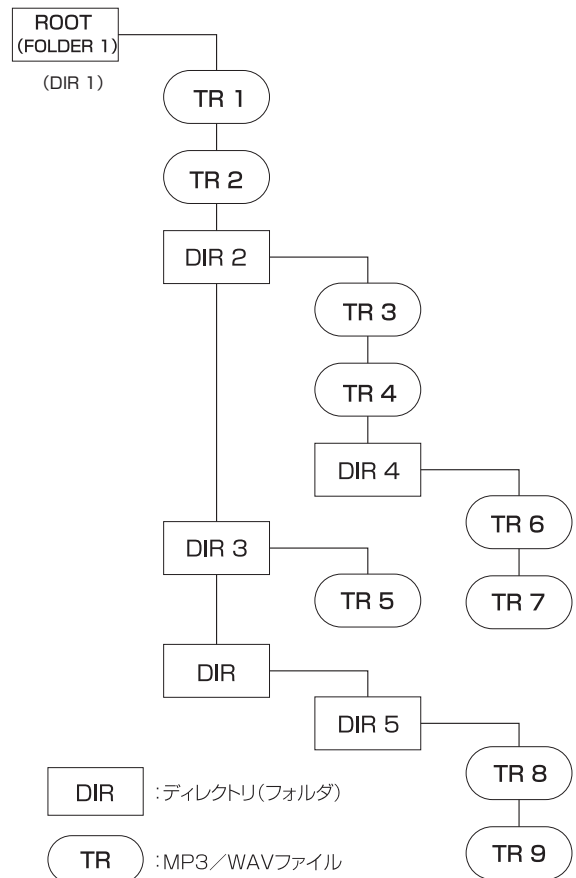 ROOT
(FOLDER 1)
(DIR 1)
TR 1
TR 2
DIR 2
TR 3
TR 4
DIR 4
TR 6
TR 7
DIR 3
TR 5
DIR
DIR 5
TR 8
TR 9
DIR :ディレクトリ(フォルダ)
TR :MP3／WAVファイル